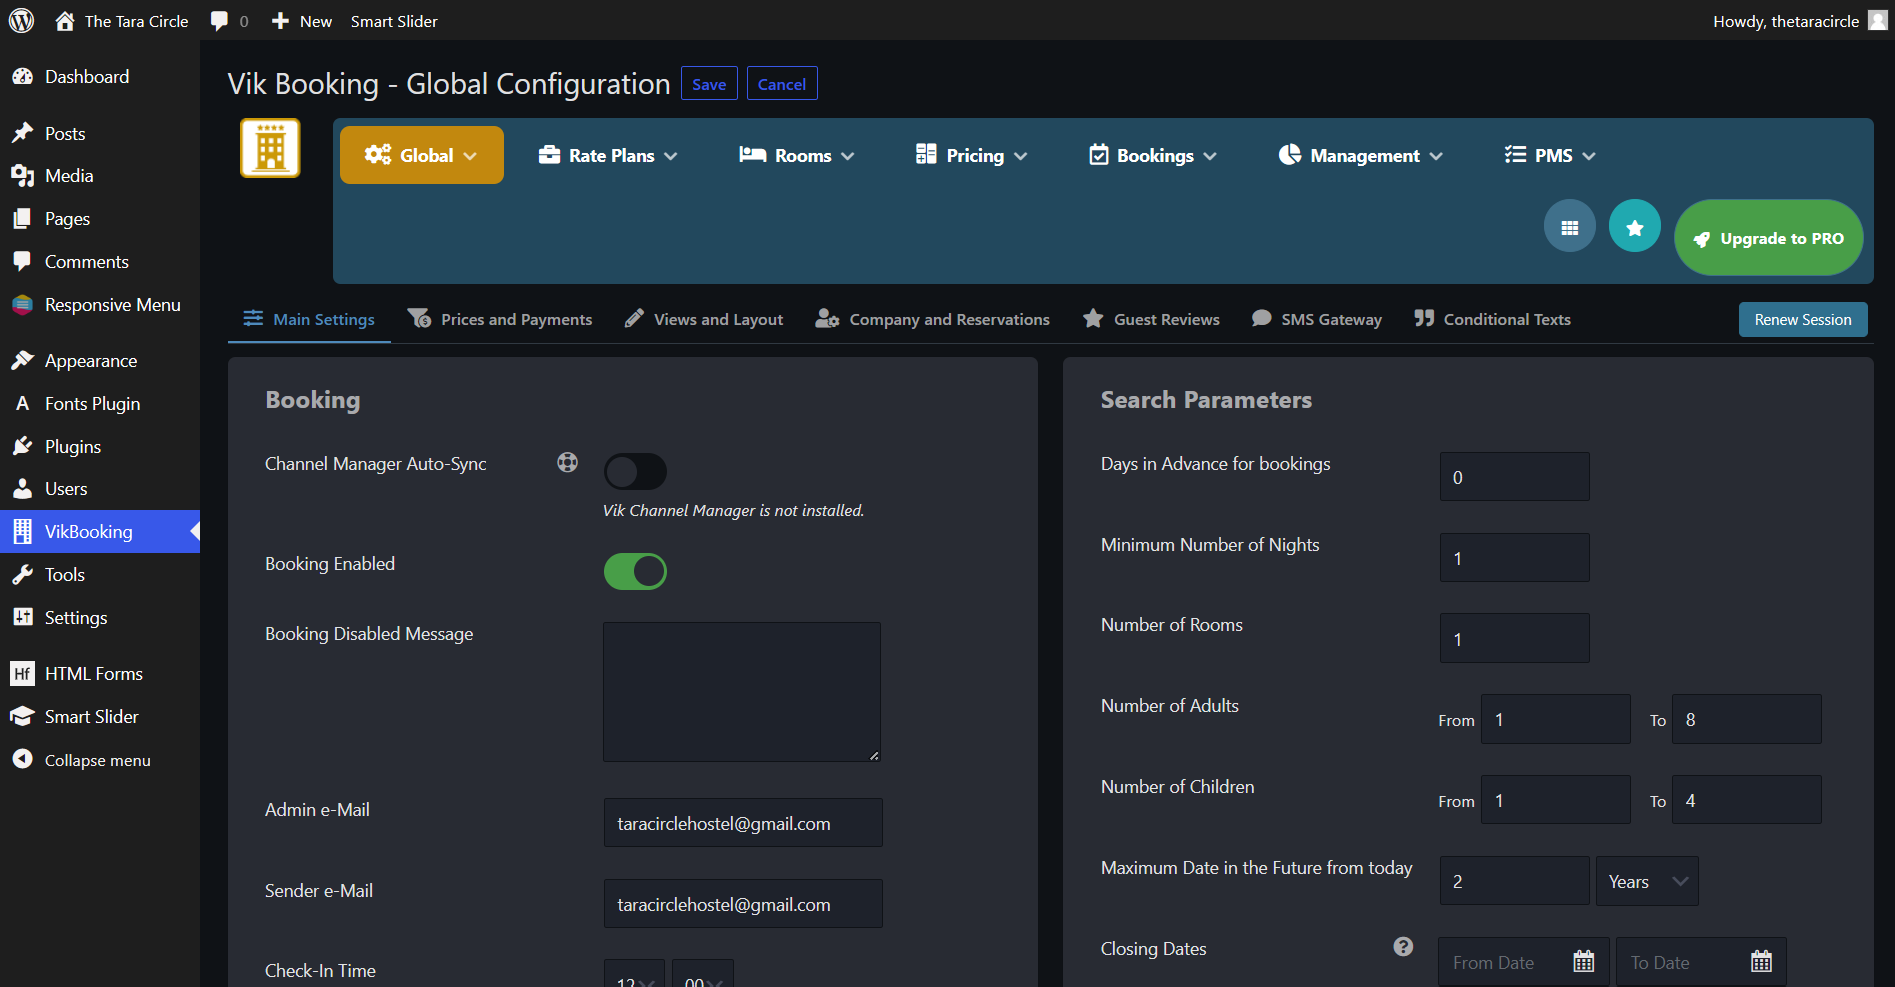 The Tara Circle 0 New Smart Slider Howdy, thetaracircle
Dashboard
Posts
Media
Pages
Comments
Responsive Menu
Appearance
A Fonts Plugin
Plugins
Users
VikBooking
Tools
Settings
Hf HTML Forms
Smart Slider
Collapse menu
Vik Booking - Global Configuration Save Cancel
Global Rate Plans Rooms Pricing Bookings Management PMS
Upgrade to PRO
Main Settings Prices and Payments Views and Layout Company and Reservations Guest Reviews SMS Gateway Conditional Texts Renew Session
Booking
Channel Manager Auto-Sync
Vik Channel Manager is not installed.
Booking Enabled
Booking Disabled Message
Admin e-Mail taracirclehostel@gmail.com
Sender e-Mail taracirclehostel@gmail.com
Check-In Time 12 00
Search Parameters
Days in Advance for bookings 0
Minimum Number of Nights 1
Number of Rooms 1
Number of Adults From 1 To 8
Number of Children From 1 To 4
Maximum Date in the Future from today 2 Years
Closing Dates ? From Date To Date